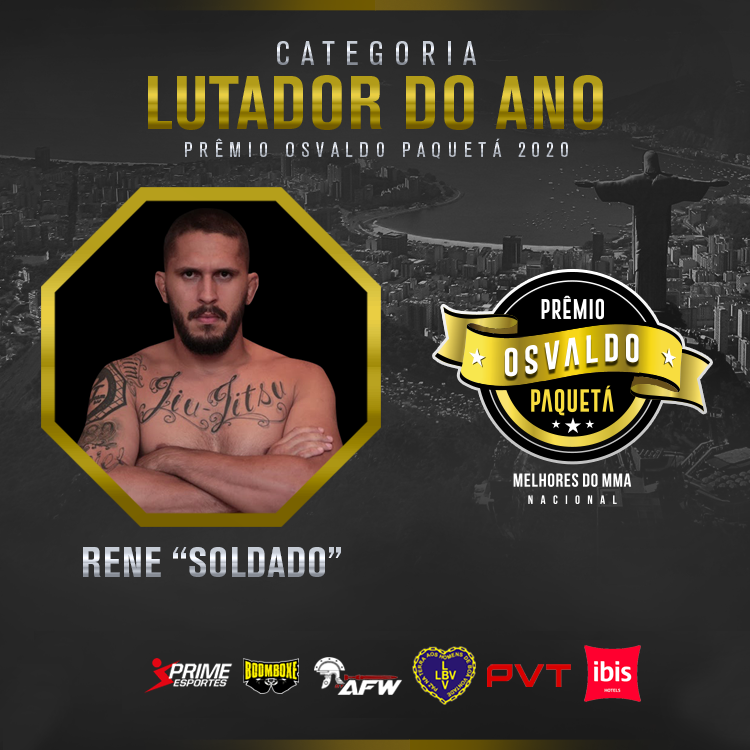 CATEGORIA
LUTADOR DO ANO
PRÊMIO OSVALDO PAQUETÁ 2020
Jiu-Jitsu
PRÊMIO
OSVALDO
PAQUETÁ
MELHORES DO MMA
NACIONAL
RENE “SOLDADO”
PRIME
ESPORTES
BOOMBOXE
AFW
LBV
PVT
ibis
HOTELS